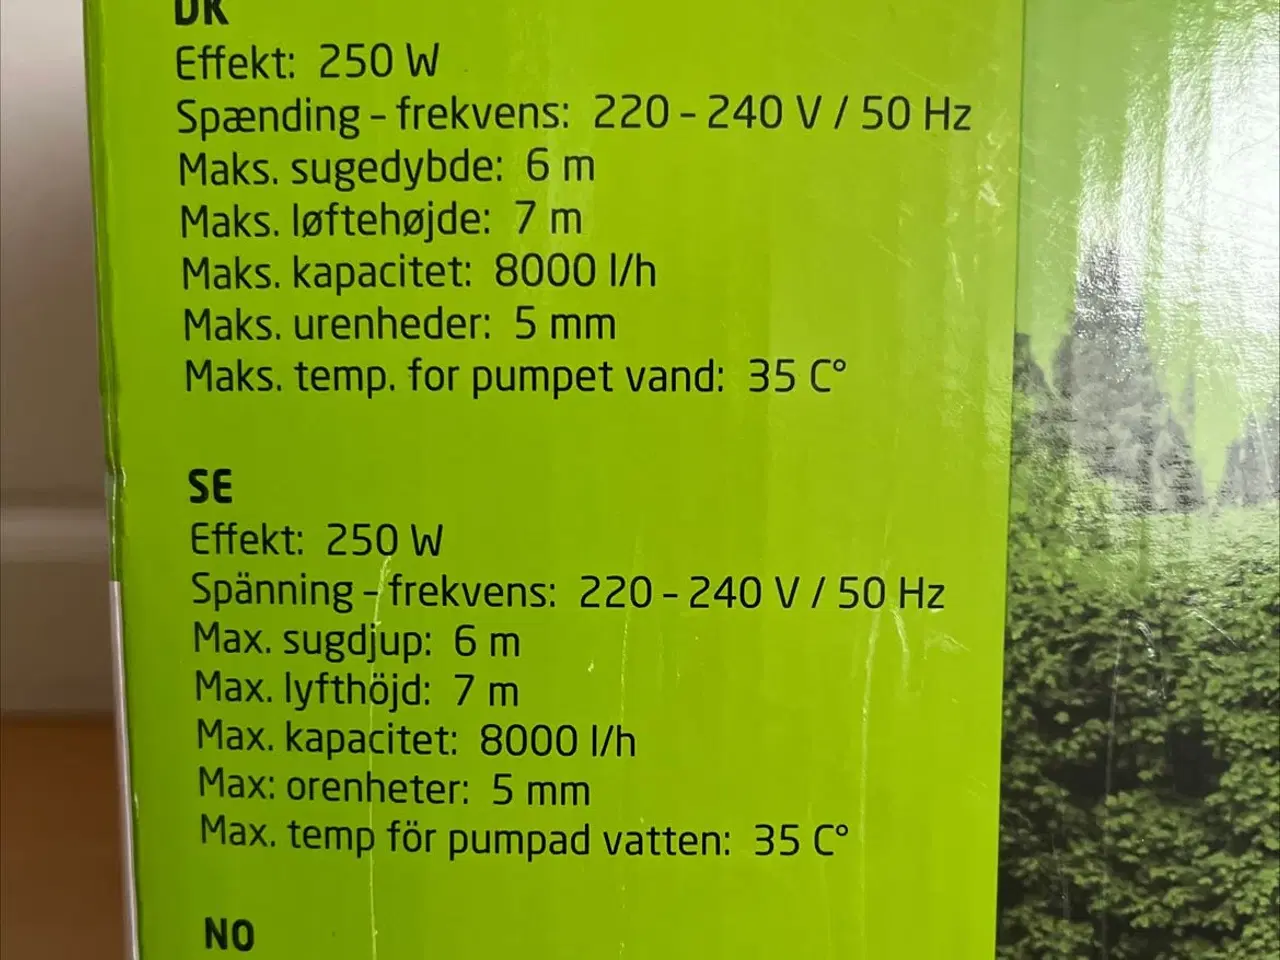 DK
Effekt: 250 W
Spænding – frekvens: 220 – 240 V / 50 Hz
Maks. sugedybde: 6 m
Maks. løftehøjde: 7 m
Maks. kapacitet: 8000 l/h
Maks. urenheder: 5 mm
Maks. temp. for pumpet vand: 35 C°
SE
Effekt: 250 W
Spänning – frekvens: 220 – 240 V / 50 Hz
Max. sugdjup: 6 m
Max. lyfthöjd: 7 m
Max. kapacitet: 8000 l/h
Max: orenheter: 5 mm
Max. temp för pumpad vatten: 35 C°
NO